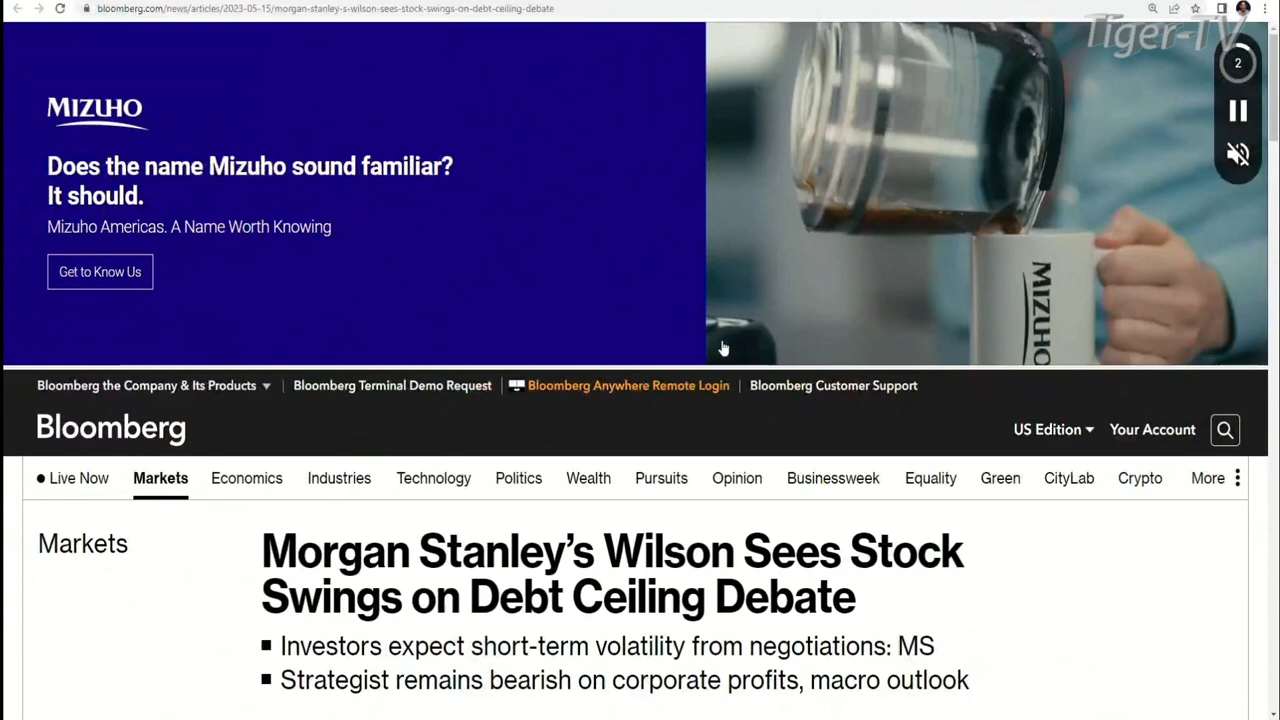 bloomberg.com/news/articles/2023-05-15/morgan-stanley-s-wilson-sees-stock-swings-on-debt-ceiling-debate
Tiger-TV
2
MIZUHO
Does the name Mizuho sound familiar?
It should.
Mizuho Americas. A Name Worth Knowing
Get to Know Us
MIZUHO
Bloomberg the Company & Its Products
Bloomberg Terminal Demo Request
Bloomberg Anywhere Remote Login
Bloomberg Customer Support
Bloomberg
US Edition
Your Account
Live Now Markets Economics Industries Technology Politics Wealth Pursuits Opinion Businessweek Equality Green CityLab Crypto More
Markets
Morgan Stanley's Wilson Sees Stock
Swings on Debt Ceiling Debate
Investors expect short-term volatility from negotiations: MS
Strategist remains bearish on corporate profits, macro outlook